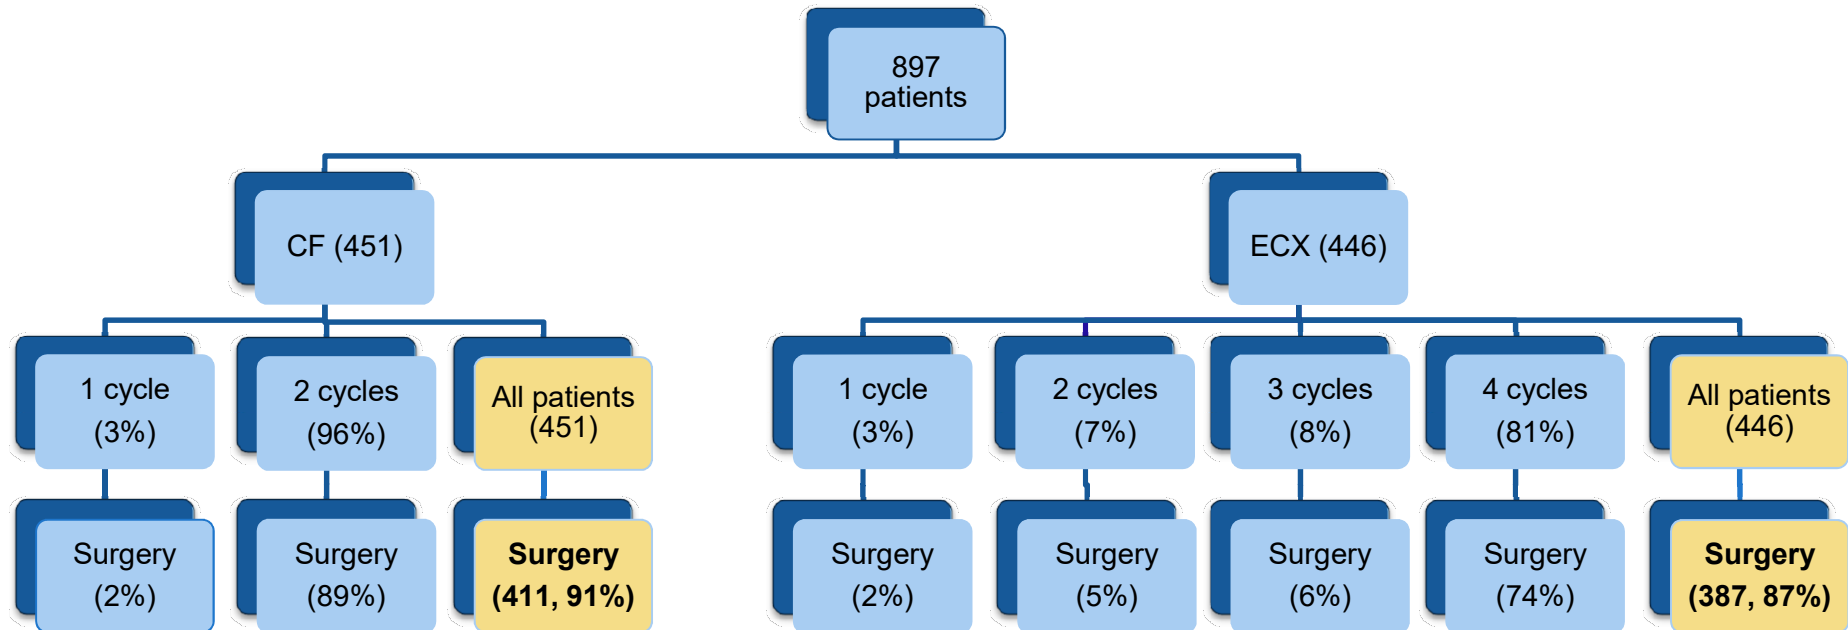 897
patients
CF (451)
ECX (446)
1 cycle
(3%)
2 cycles
(96%)
All patients
(451)
1 cycle
(3%)
2 cycles
(7%)
3 cycles
(8%)
4 cycles
(81%)
All patients
(446)
Surgery
(2%)
Surgery
(89%)
Surgery
(411, 91%)
Surgery
(2%)
Surgery
(5%)
Surgery
(6%)
Surgery
(74%)
Surgery
(387, 87%)